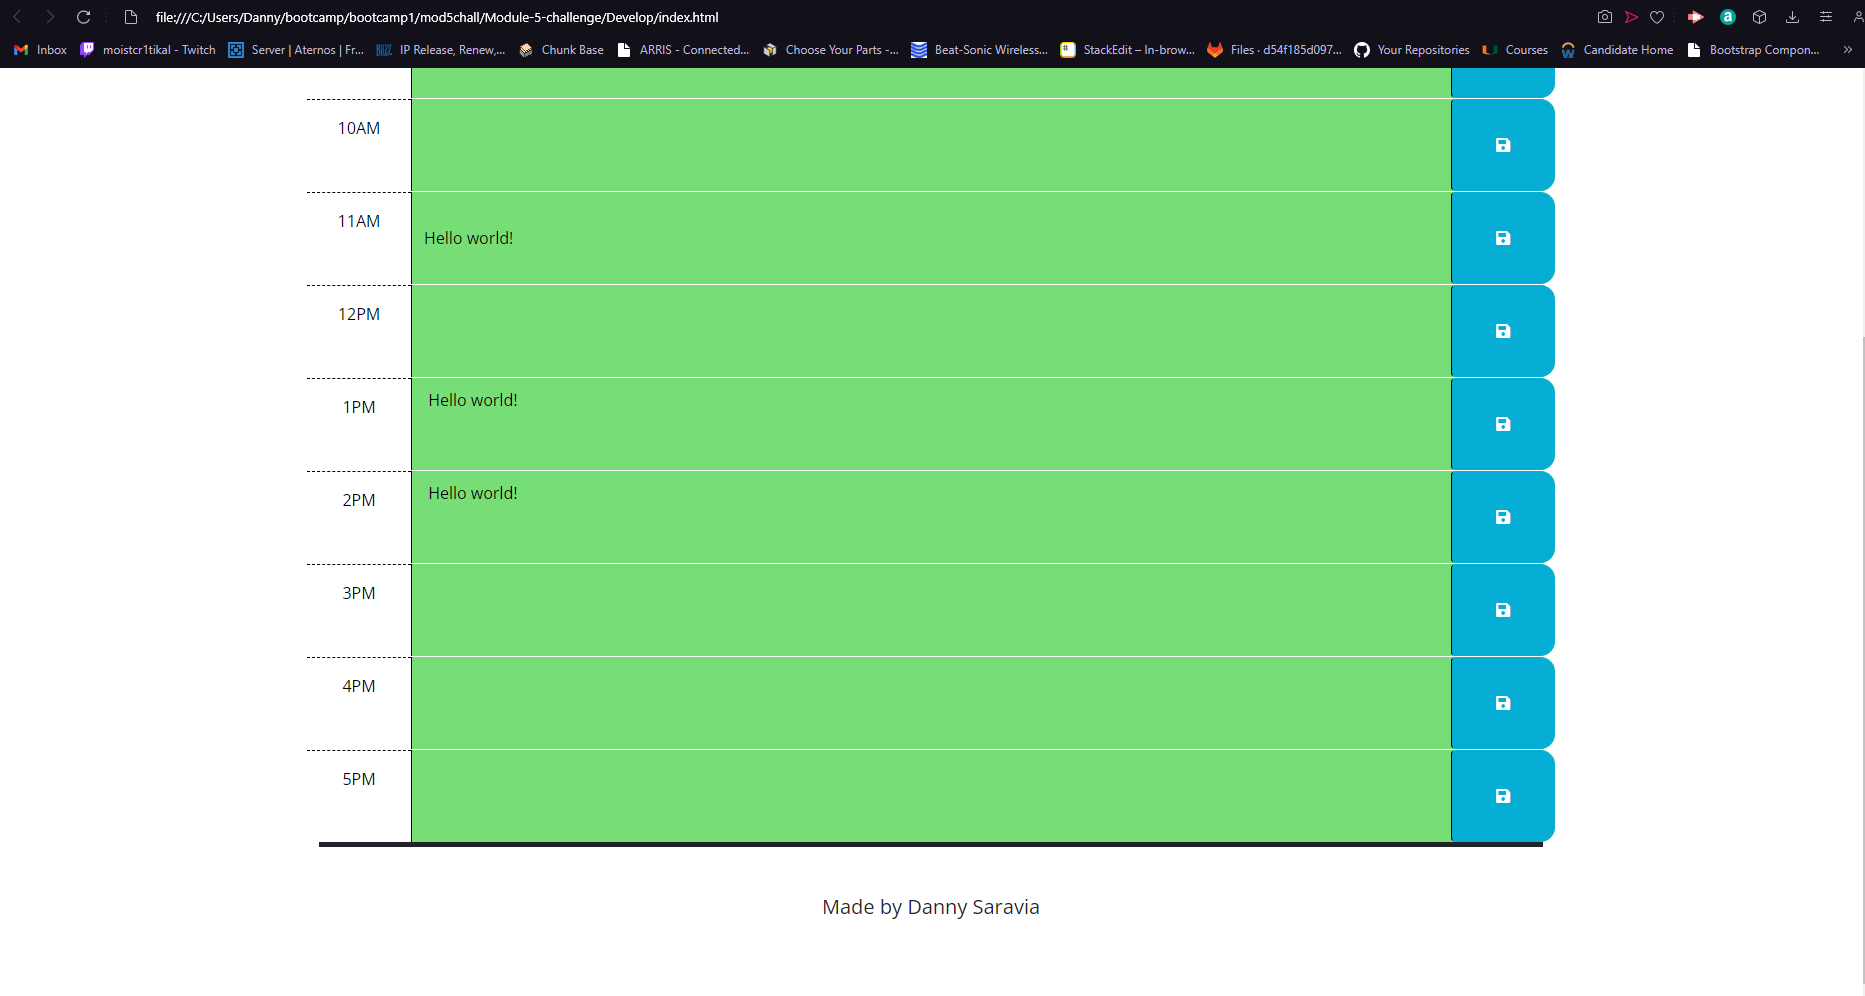 file:///C:/Users/Danny/bootcamp/bootcamp1/mod5chall/Module-5-challenge/Develop/index.html
Inbox moistcr1tikal - Twitch Server | Aternos | Fr... IP Release, Renew,... Chunk Base ARRIS - Connected... Choose Your Parts -... Beat-Sonic Wireless... StackEdit – In-brow... Files · d54f185d097... Your Repositories Courses Candidate Home Bootstrap Compon... »
10AM
11AM
Hello world!
12PM
1PM Hello world!
2PM Hello world!
3PM
4PM
5PM
Made by Danny Saravia